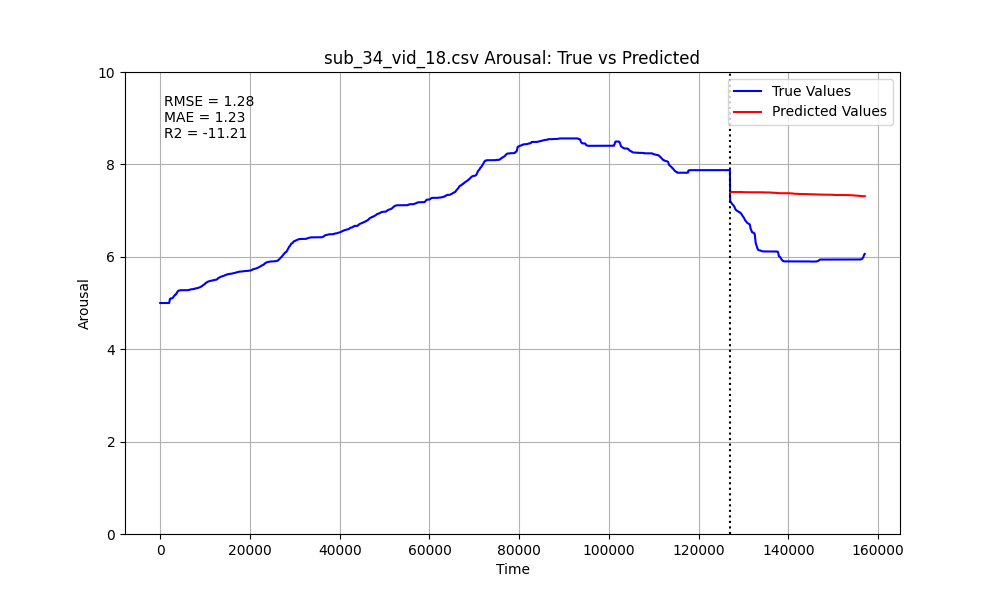 sub_34_vid_18.csv Arousal: True vs Predicted
RMSE = 1.28
MAE = 1.23
R2 = -11.21
True Values
Predicted Values
Arousal
10
8
6
4
2
0
0 20000 40000 60000 80000 100000 120000 140000 160000
Time